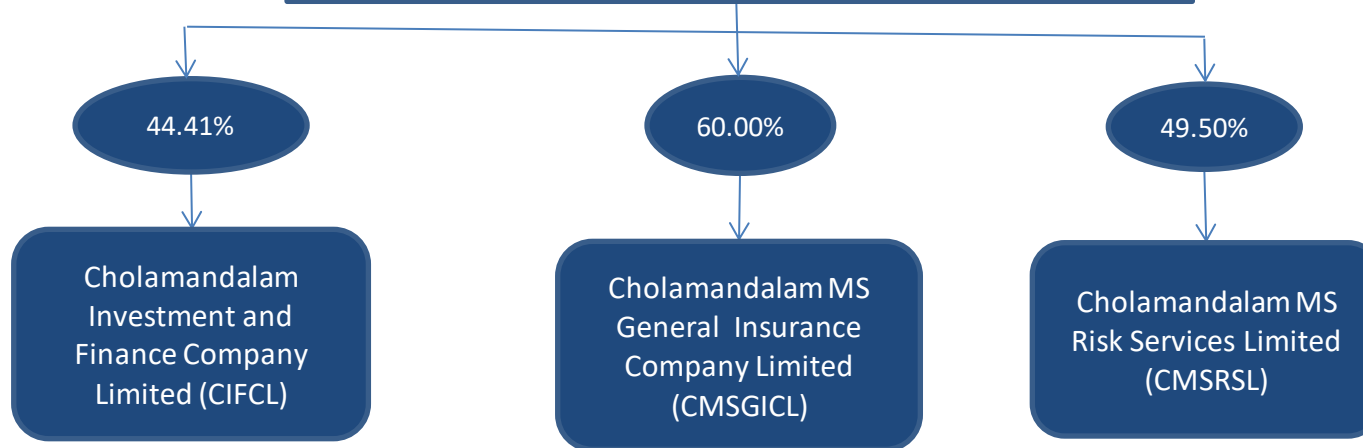 44.41%
60.00%
49.50%
Cholamandalam
Investment and
Finance Company
Limited (CIFCL)
Cholamandalam MS
General Insurance
Company Limited
(CMSGICL)
Cholamandalam MS
Risk Services Limited
(CMSRSL)